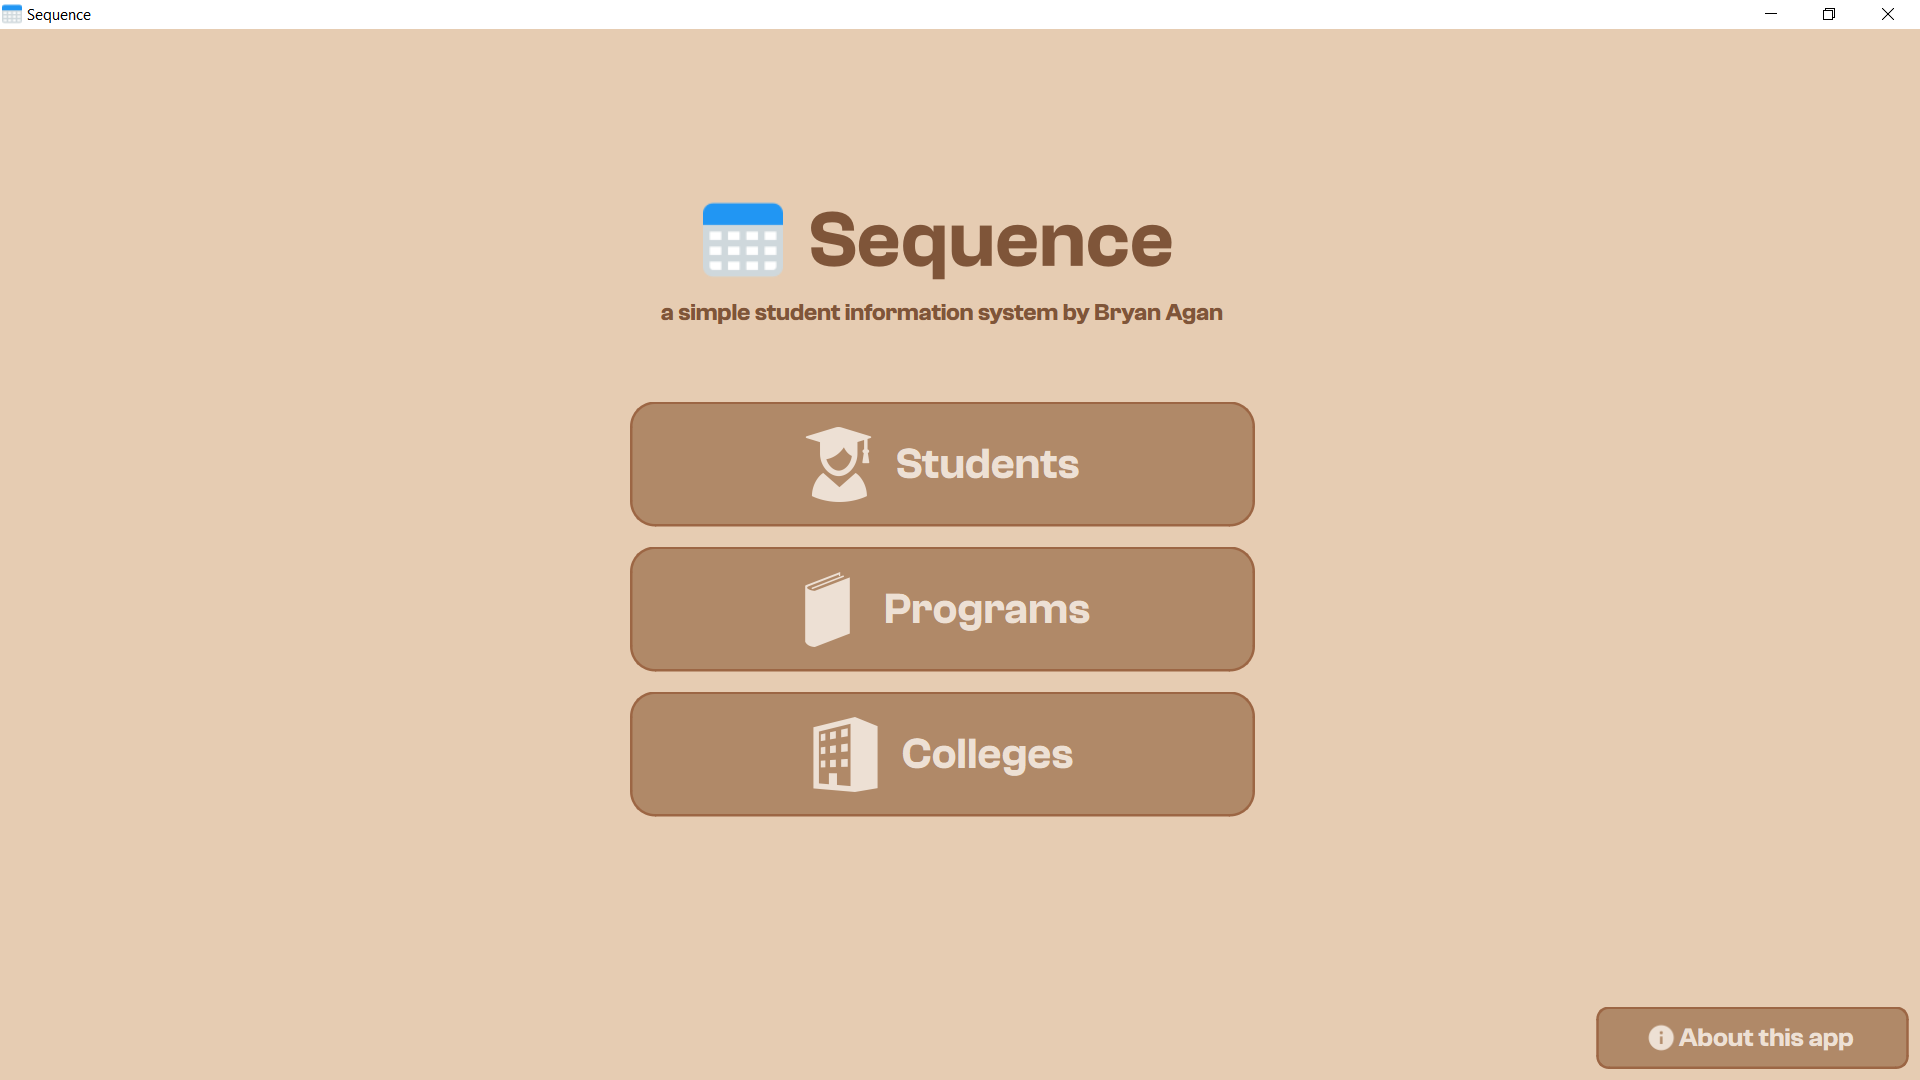 Sequence
Sequence
a simple student information system by Bryan Agan
Students
Programs
Colleges
About this app